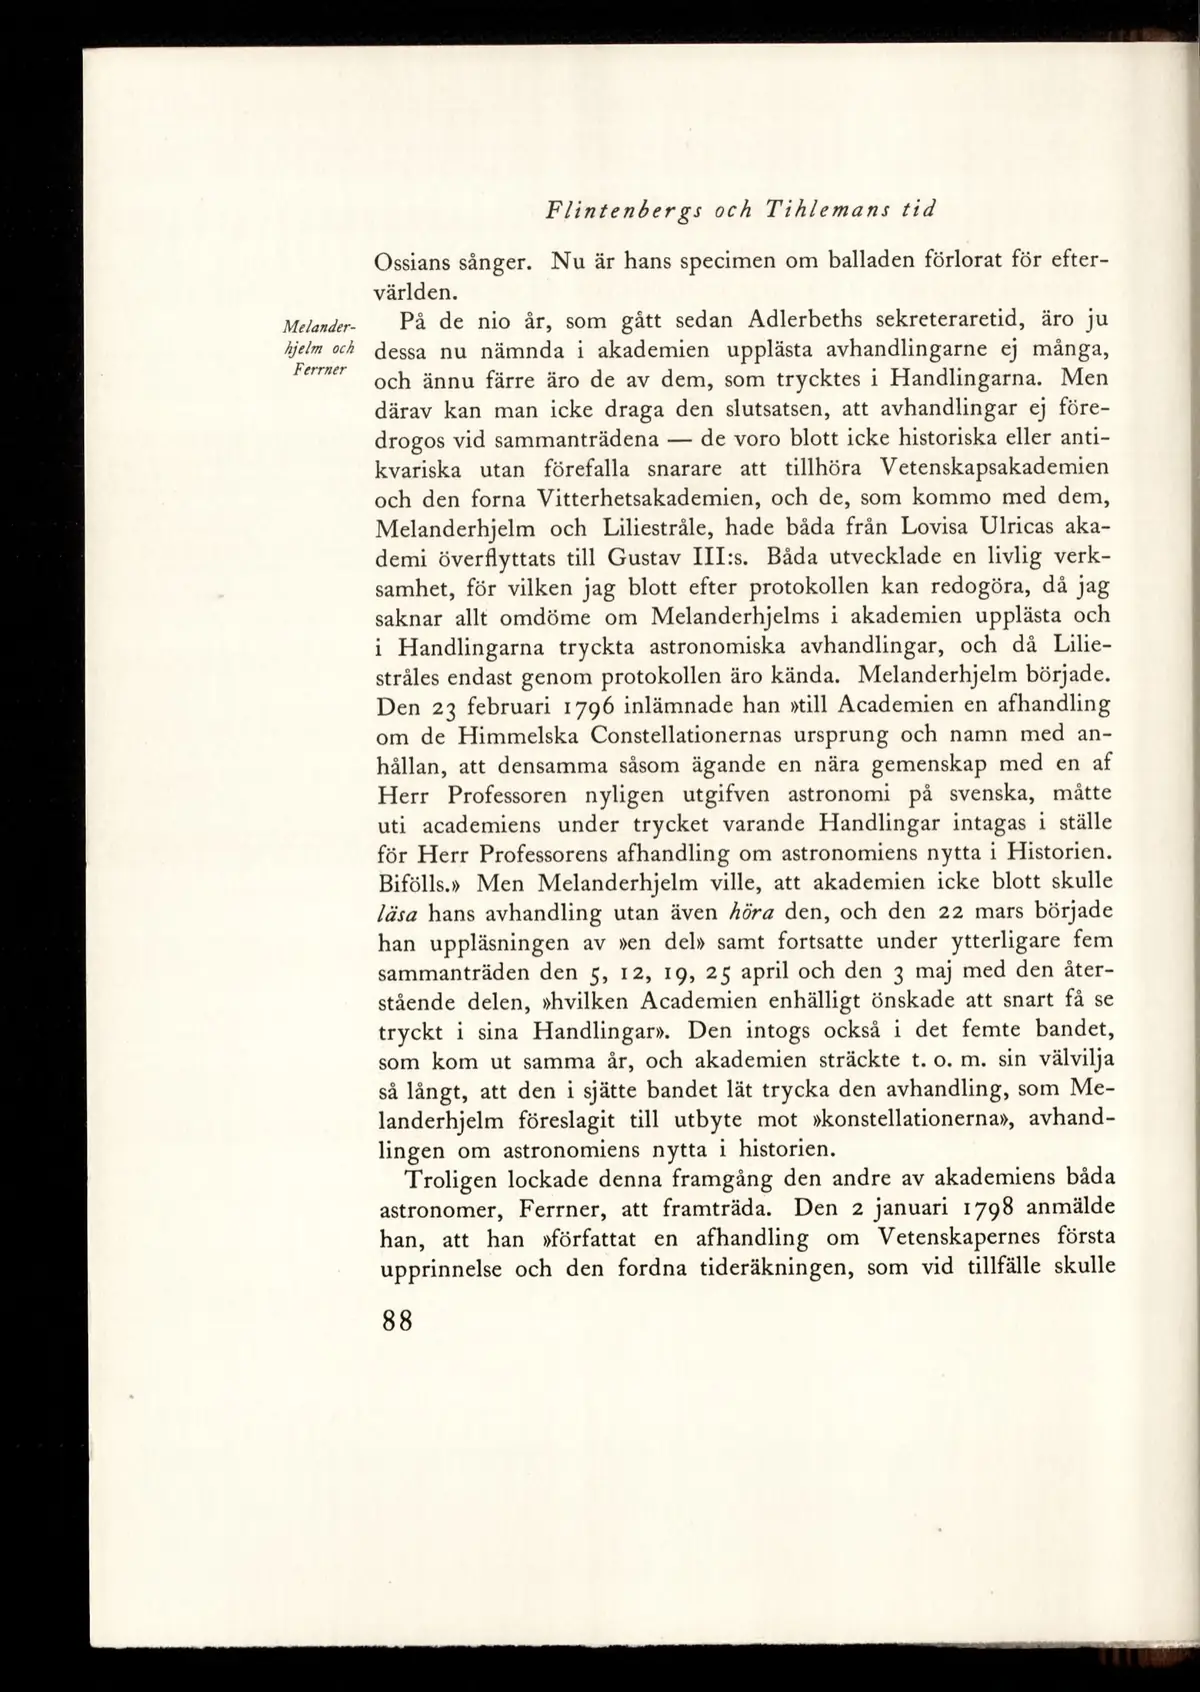 Flintenbergs och Tihlemans tid
Ossians sånger. Nu är hans specimen om balladen förlorat för efter-
världen.
Melander-
hjelm och
Ferrner
På de nio år, som gått sedan Adlerbeths sekreteraretid, äro ju
dessa nu nämnda i akademien upplästa avhandlingarne ej många,
och ännu färre äro de av dem, som trycktes i Handlingarna. Men
därav kan man icke draga den slutsatsen, att avhandlingar ej före-
drogos vid sammanträdena — de voro blott icke historiska eller anti-
kvariska utan förefalla snarare att tillhöra Vetenskapsakademien
och den forna Vitterhetsakademien, och de, som kommo med dem,
Melanderhjelm och Liliestråle, hade båda från Lovisa Ulricas aka-
demi överflyttats till Gustav III:s. Båda utvecklade en livlig verk-
samhet, för vilken jag blott efter protokollen kan redogöra, då jag
saknar allt omdöme om Melanderhjelms i akademien upplästa och
i Handlingarna tryckta astronomiska avhandlingar, och då Lilie-
stråles endast genom protokollen äro kända. Melanderhjelm började.
Den 23 februari 1796 inlämnade han »till Academien en afhandling
om de Himmelska Constellationernas ursprung och namn med an-
hållan, att densamma såsom ägande en nära gemenskap med en af
Herr Professoren nyligen utgifven astronomi på svenska, måtte
uti academiens under trycket varande Handlingar intagas i ställe
för Herr Professorens afhandling om astronomiens nytta i Historien.
Bifölls.» Men Melanderhjelm ville, att akademien icke blott skulle
läsa hans avhandling utan även höra den, och den 22 mars började
han uppläsningen av »en del» samt fortsatte under ytterligare fem
sammanträden den 5, 12, 19, 25 april och den 3 maj med den åter-
stående delen, »hvilken Academien enhälligt önskade att snart få se
tryckt i sina Handlingar». Den intogs också i det femte bandet,
som kom ut samma år, och akademien sträckte t. o. m. sin välvilja
så långt, att den i sjätte bandet lät trycka den avhandling, som Me-
landerhjelm föreslagit till utbyte mot »konstellationerna», avhand-
lingen om astronomiens nytta i historien.
Troligen lockade denna framgång den andre av akademiens båda
astronomer, Ferrner, att framträda. Den 2 januari 1798 anmälde
han, att han »författat en afhandling om Vetenskapernes första
upprinnelse och den fordna tideräkningen, som vid tillfälle skulle
88